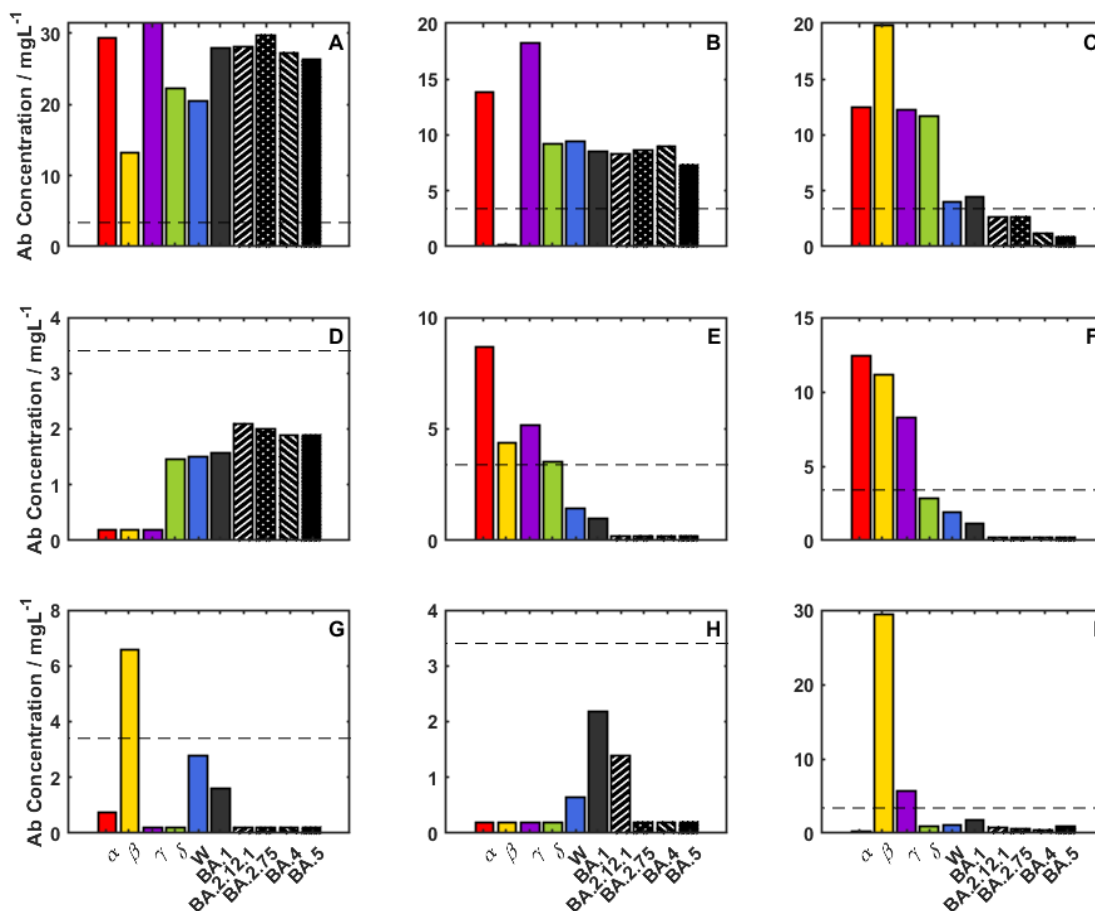 Ab Concentration / mgL⁻¹
30
20
10
0
A
20
15
10
5
0
B
20
15
10
5
0
C
Ab Concentration / mgL⁻¹
4
3
2
1
0
D
10
5
0
E
15
10
5
0
F
Ab Concentration / mgL⁻¹
8
6
4
2
0
G
α
β
γ
δ
W
BA.1
BA.2.12.1
BA.2.75
BA.4
BA.5
4
3
2
1
0
H
α
β
γ
δ
W
BA.1
BA.2.12.1
BA.2.75
BA.4
BA.5
30
20
10
0
I
α
β
γ
δ
W
BA.1
BA.2.12.1
BA.2.75
BA.4
BA.5